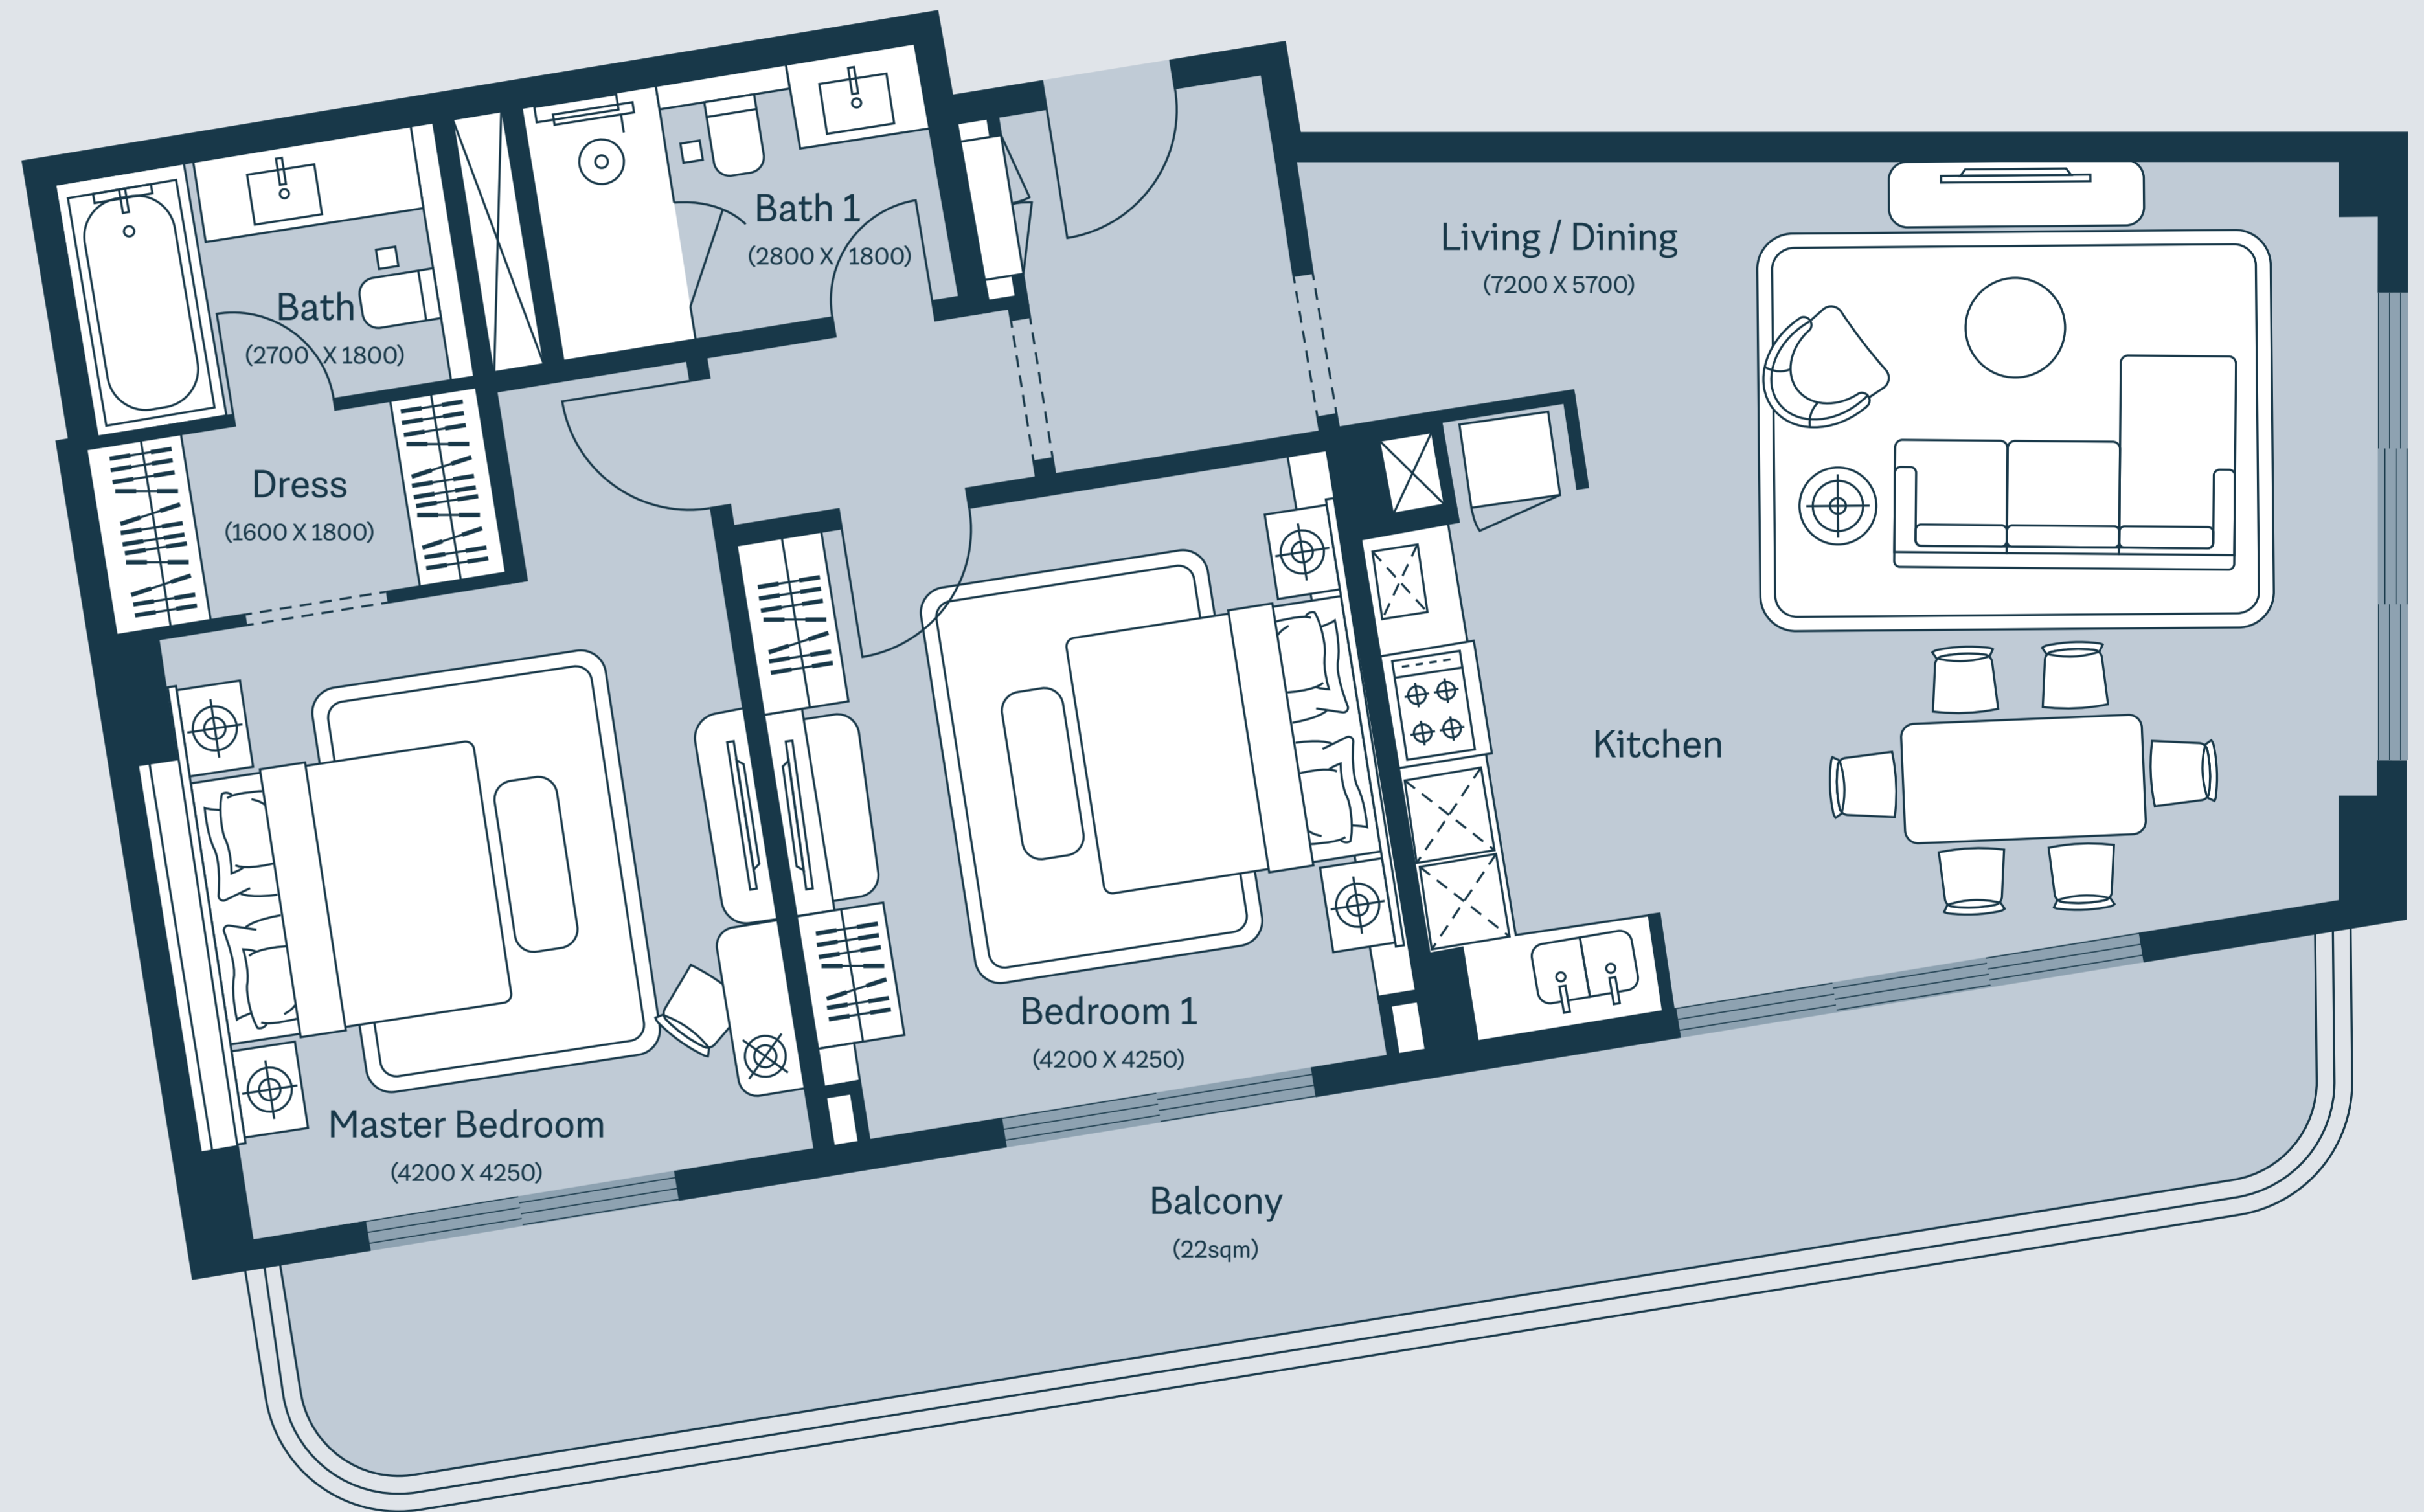 Bath 1
(2800 X 1800)
Living / Dining
(7200 X 5700)
Bath
(2700 X 1800)
Dress
(1600 X 1800)
Kitchen
Bedroom 1
(4200 X 4250)
Master Bedroom
(4200 X 4250)
Balcony
(22sqm)